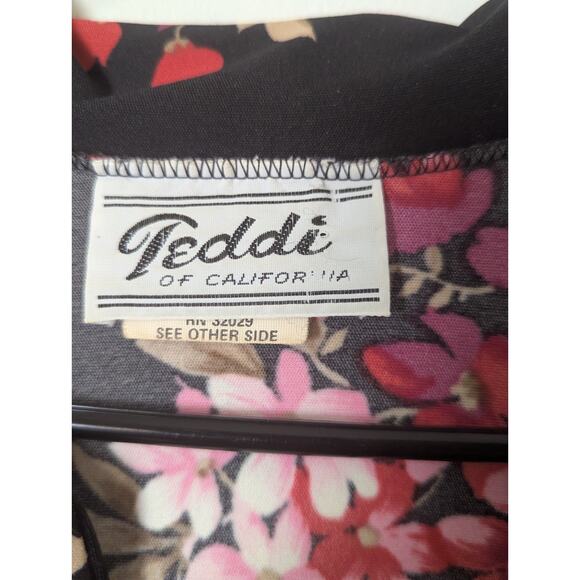 Teddi
OF CALIFORNIA
RN 32029
SEE OTHER SIDE